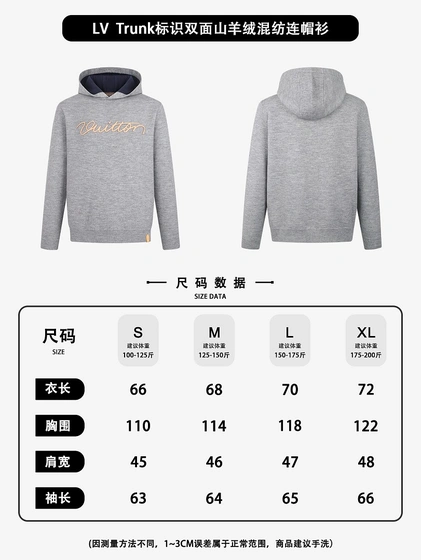 LV Trunk标识双面山羊绒混纺连帽衫
Vuitton
尺码数据
SIZE DATA
尺码 S M L XL
SIZE 建议体重 建议体重 建议体重 建议体重
100-125斤 125-150斤 150-175斤 175-200斤
衣长 66 68 70 72
胸围 110 114 118 122
肩宽 45 46 47 48
袖长 63 64 65 66
(因测量方法不同，1~3CM误差属于正常范围，商品建议手洗)